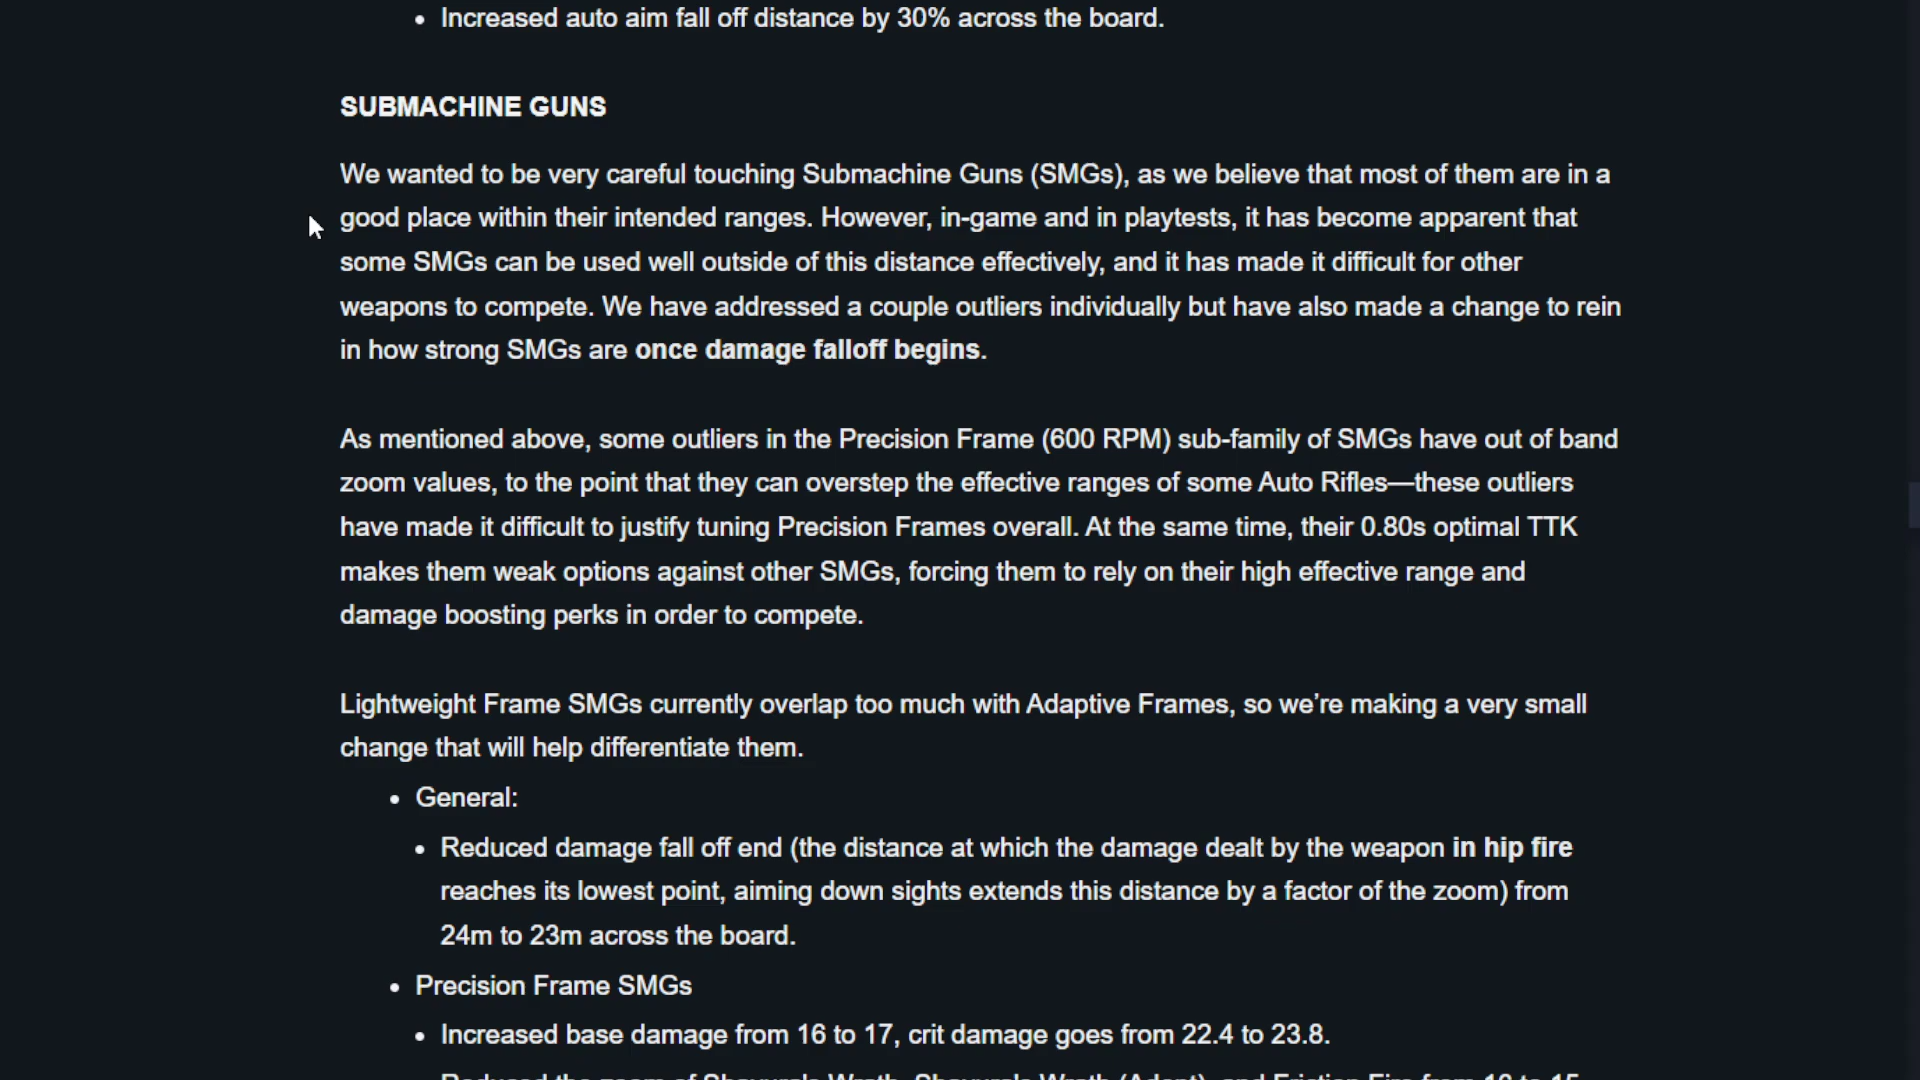 • Increased auto aim fall off distance by 30% across the board.
SUBMACHINE GUNS
We wanted to be very careful touching Submachine Guns (SMGs), as we believe that most of them are in a
good place within their intended ranges. However, in-game and in playtests, it has become apparent that
some SMGs can be used well outside of this distance effectively, and it has made it difficult for other
weapons to compete. We have addressed a couple outliers individually but have also made a change to rein
in how strong SMGs are once damage falloff begins.
As mentioned above, some outliers in the Precision Frame (600 RPM) sub-family of SMGs have out of band
zoom values, to the point that they can overstep the effective ranges of some Auto Rifles—these outliers
have made it difficult to justify tuning Precision Frames overall. At the same time, their 0.80s optimal TTK
makes them weak options against other SMGs, forcing them to rely on their high effective range and
damage boosting perks in order to compete.
Lightweight Frame SMGs currently overlap too much with Adaptive Frames, so we’re making a very small
change that will help differentiate them.
• General:
• Reduced damage fall off end (the distance at which the damage dealt by the weapon in hip fire
reaches its lowest point, aiming down sights extends this distance by a factor of the zoom) from
24m to 23m across the board.
• Precision Frame SMGs
• Increased base damage from 16 to 17, crit damage goes from 22.4 to 23.8.